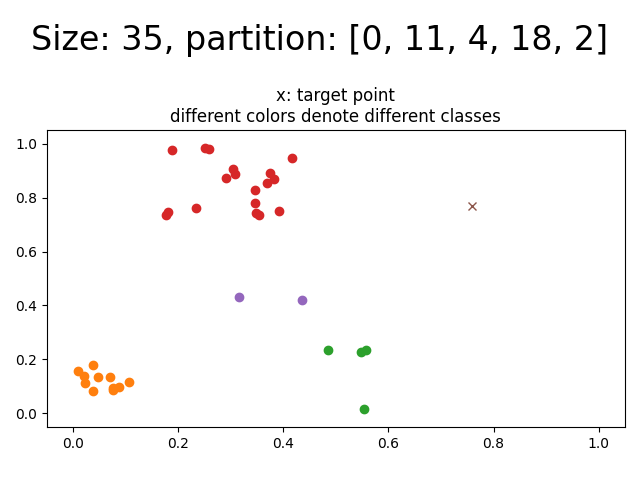 Size: 35, partition: [0, 11, 4, 18, 2]
x: target point
different colors denote different classes
1.0
0.8
0.6
0.4
0.2
0.0
0.0 0.2 0.4 0.6 0.8 1.0